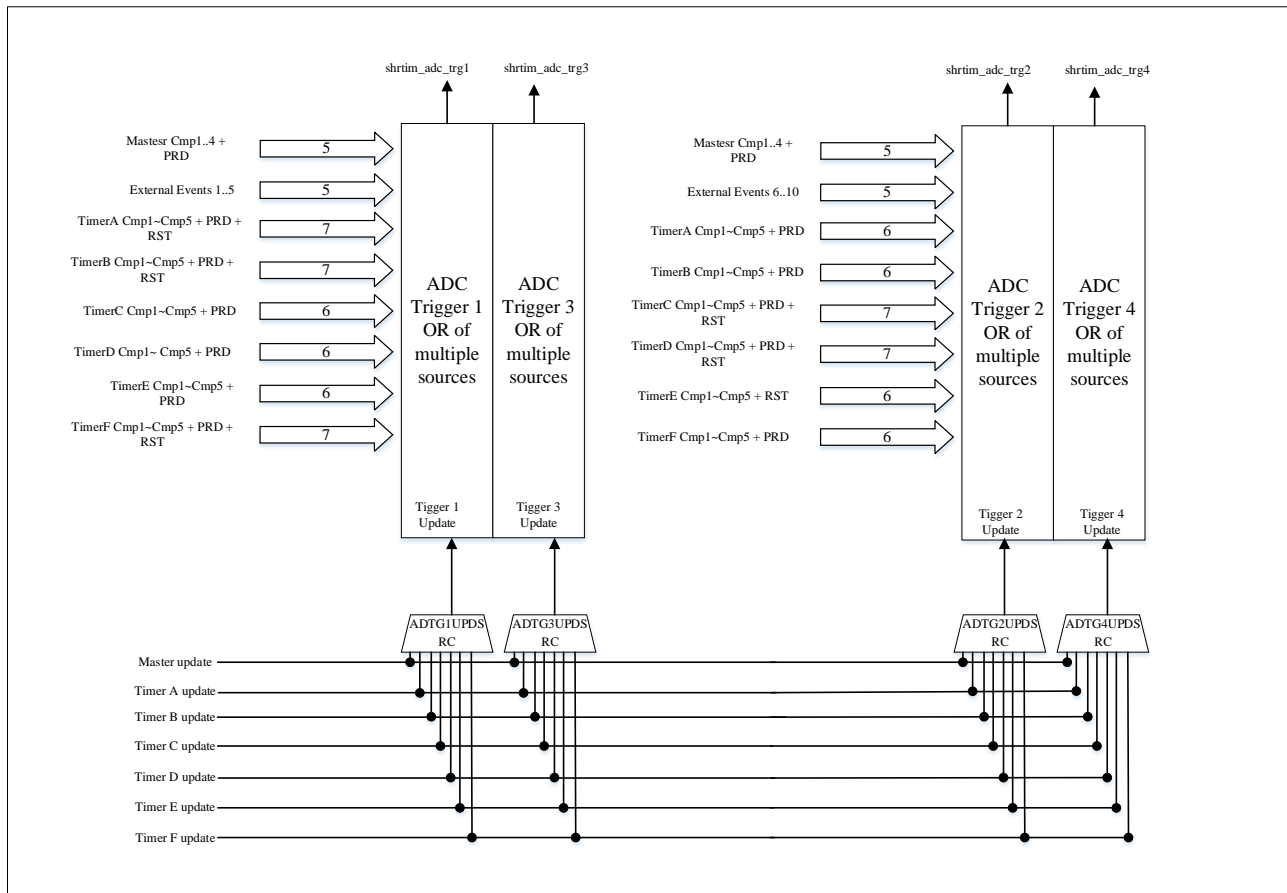 shrtim_adc_trg1
shrtim_adc_trg3
Mastesr Cmp1..4 +
PRD
5
External Events 1..5
5
TimerA Cmp1~Cmp5 + PRD +
RST
7
TimerB Cmp1~Cmp5 + PRD +
RST
7
TimerC Cmp1~Cmp5 + PRD
6
TimerD Cmp1~ Cmp5 + PRD
6
TimerE Cmp1~Cmp5 +
PRD
6
TimerF Cmp1~Cmp5 + PRD +
RST
7
ADC
Trigger 1
OR of
multiple
sources
ADC
Trigger 3
OR of
multiple
sources
Tigger 1
Update
Tigger 3
Update
shrtim_adc_trg2
shrtim_adc_trg4
Mastesr Cmp1..4 +
PRD
5
External Events 6..10
5
TimerA Cmp1~Cmp5 + PRD
6
TimerB Cmp1~Cmp5 + PRD
6
TimerC Cmp1~Cmp5 + PRD +
RST
7
TimerD Cmp1~Cmp5 + PRD +
RST
7
TimerE Cmp1~Cmp5 + RST
6
TimerF Cmp1~Cmp5 + PRD
6
ADC
Trigger 2
OR of
multiple
sources
ADC
Trigger 4
OR of
multiple
sources
Tigger 2
Update
Tigger 4
Update
ADTG1UPDS
RC
ADTG3UPDS
RC
ADTG2UPDS
RC
ADTG4UPDS
RC
Master update
Timer A update
Timer B update
Timer C update
Timer D update
Timer E update
Timer F update